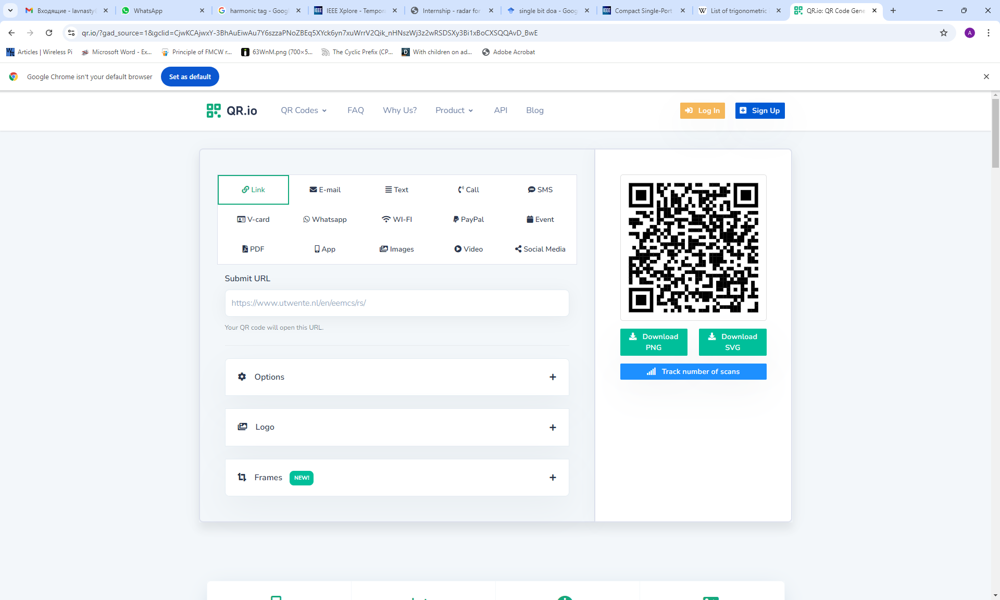 Входящие - lavnasty
WhatsApp
harmonic tag - Goog
IEEE Xplore - Tempora
Internship - radar for
single bit doa - Goog
Compact Single-Port
List of trigonometric
QR.io: QR Code Gene
qr.io/?gad_source=1&gclid=CjwKCAjwxY-3BhAuEiwAu7Y6szzaPNoZBEq5XYck6yn7xuWrrV2Qik_nHNszWj3z2wRSDSXy3Bi1xBoCXSQQAvD_BwE
A
Articles | Wireless Pi
Microsoft Word - Ex...
Principle of FMCW r...
63WnM.png (700×5...
The Cyclic Prefix (CP...
With children on ad...
Adobe Acrobat
Google Chrome isn't your default browser
Set as default
QR.io
QR Codes
FAQ
Why Us?
Product
API
Blog
Log In
Sign Up
Link
E-mail
Text
Call
SMS
V-card
Whatsapp
WI-FI
PayPal
Event
PDF
App
Images
Video
Social Media
Submit URL
https://www.utwente.nl/en/eemcs/rs/
Your QR code will open this URL.
Options
Logo
Frames NEW!
Download
PNG
Download
SVG
Track number of scans